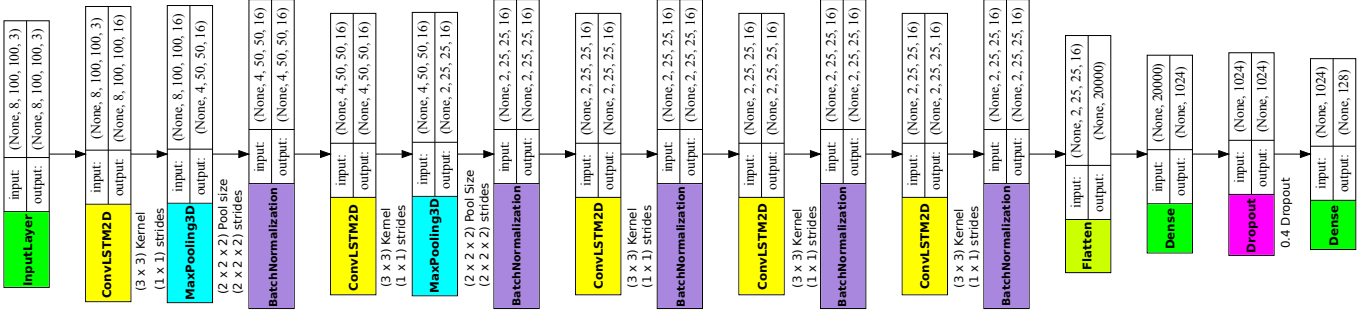 InputLayer
input: (None, 8, 100, 100, 3)
output: (None, 8, 100, 100, 3)
ConvLSTM2D
input: (None, 8, 100, 100, 3)
output: (None, 8, 100, 100, 16)
(3 x 3) Kernel
(1 x 1) strides
MaxPooling3D
input: (None, 8, 100, 100, 16)
output: (None, 4, 50, 50, 16)
(2 x 2 x 2) Pool size
(2 x 2 x 2) strides
BatchNormalization
input: (None, 4, 50, 50, 16)
output: (None, 4, 50, 50, 16)
ConvLSTM2D
input: (None, 4, 50, 50, 16)
output: (None, 4, 50, 50, 16)
(3 x 3) Kernel
(1 x 1) strides
MaxPooling3D
input: (None, 4, 50, 50, 16)
output: (None, 2, 25, 25, 16)
(2 x 2 x 2) Pool Size
(2 x 2 x 2) strides
BatchNormalization
input: (None, 2, 25, 25, 16)
output: (None, 2, 25, 25, 16)
ConvLSTM2D
input: (None, 2, 25, 25, 16)
output: (None, 2, 25, 25, 16)
(3 x 3) Kernel
(1 x 1) strides
BatchNormalization
input: (None, 2, 25, 25, 16)
output: (None, 2, 25, 25, 16)
ConvLSTM2D
input: (None, 2, 25, 25, 16)
output: (None, 2, 25, 25, 16)
(3 x 3) Kernel
(1 x 1) strides
BatchNormalization
input: (None, 2, 25, 25, 16)
output: (None, 2, 25, 25, 16)
ConvLSTM2D
input: (None, 2, 25, 25, 16)
output: (None, 2, 25, 25, 16)
(3 x 3) Kernel
(1 x 1) strides
BatchNormalization
input: (None, 2, 25, 25, 16)
output: (None, 2, 25, 25, 16)
Flatten
input: (None, 2, 25, 25, 16)
output: (None, 20000)
Dense
input: (None, 20000)
output: (None, 1024)
Dropout
input: (None, 1024)
output: (None, 1024)
0.4 Dropout
Dense
input: (None, 1024)
output: (None, 128)